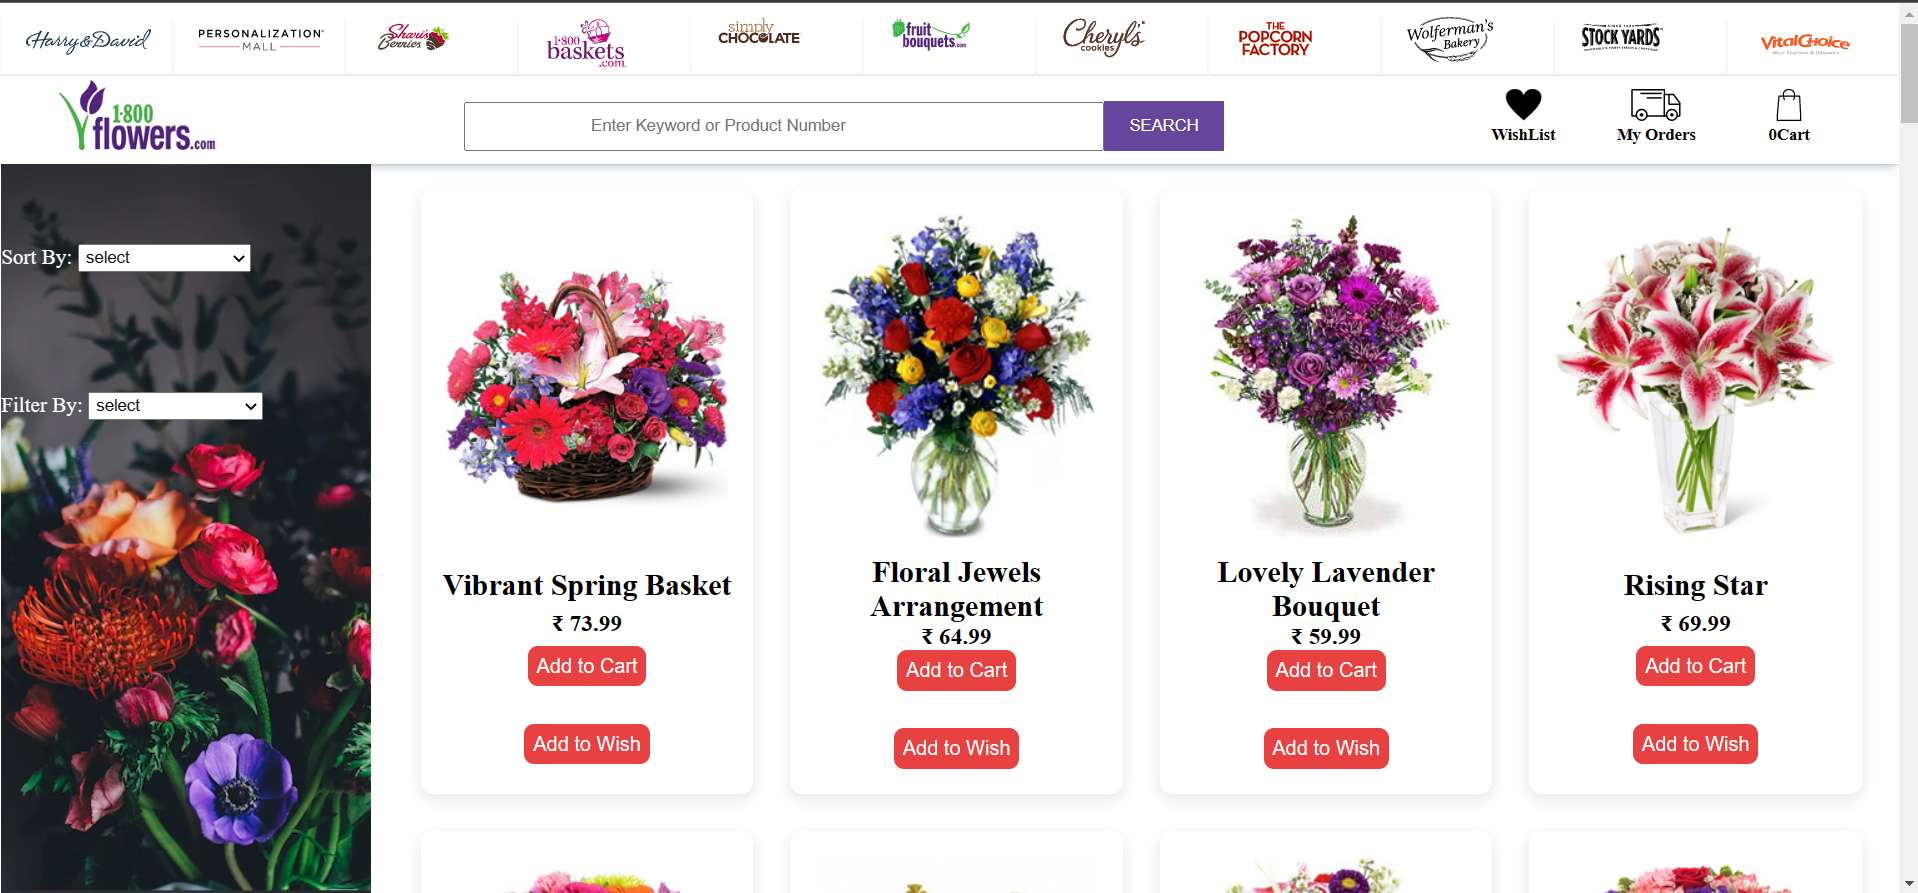 Harry & David
PERSONALIZATION
MALL
Shari's
Berries
1·800
baskets
.com
simply
CHOCOLATE
fruit
bouquets.com
Cheryl's
cookies
THE
POPCORN
FACTORY
Wolferman's
Bakery
STOCK YARDS
VitalChoice
1·800
flowers.com
Enter Keyword or Product Number
SEARCH
WishList
My Orders
0Cart
Sort By: select
Filter By: select
Vibrant Spring Basket
₹ 73.99
Add to Cart
Add to Wish
Floral Jewels
Arrangement
₹ 64.99
Add to Cart
Add to Wish
Lovely Lavender
Bouquet
₹ 59.99
Add to Cart
Add to Wish
Rising Star
₹ 69.99
Add to Cart
Add to Wish